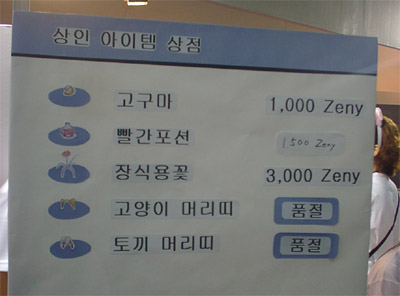 상인 아이템 상점
고구마 1,000 Zeny
빨간포션 1,500 Zeny
장식용꽃 3,000 Zeny
고양이 머리띠 품절
토끼 머리띠 품절